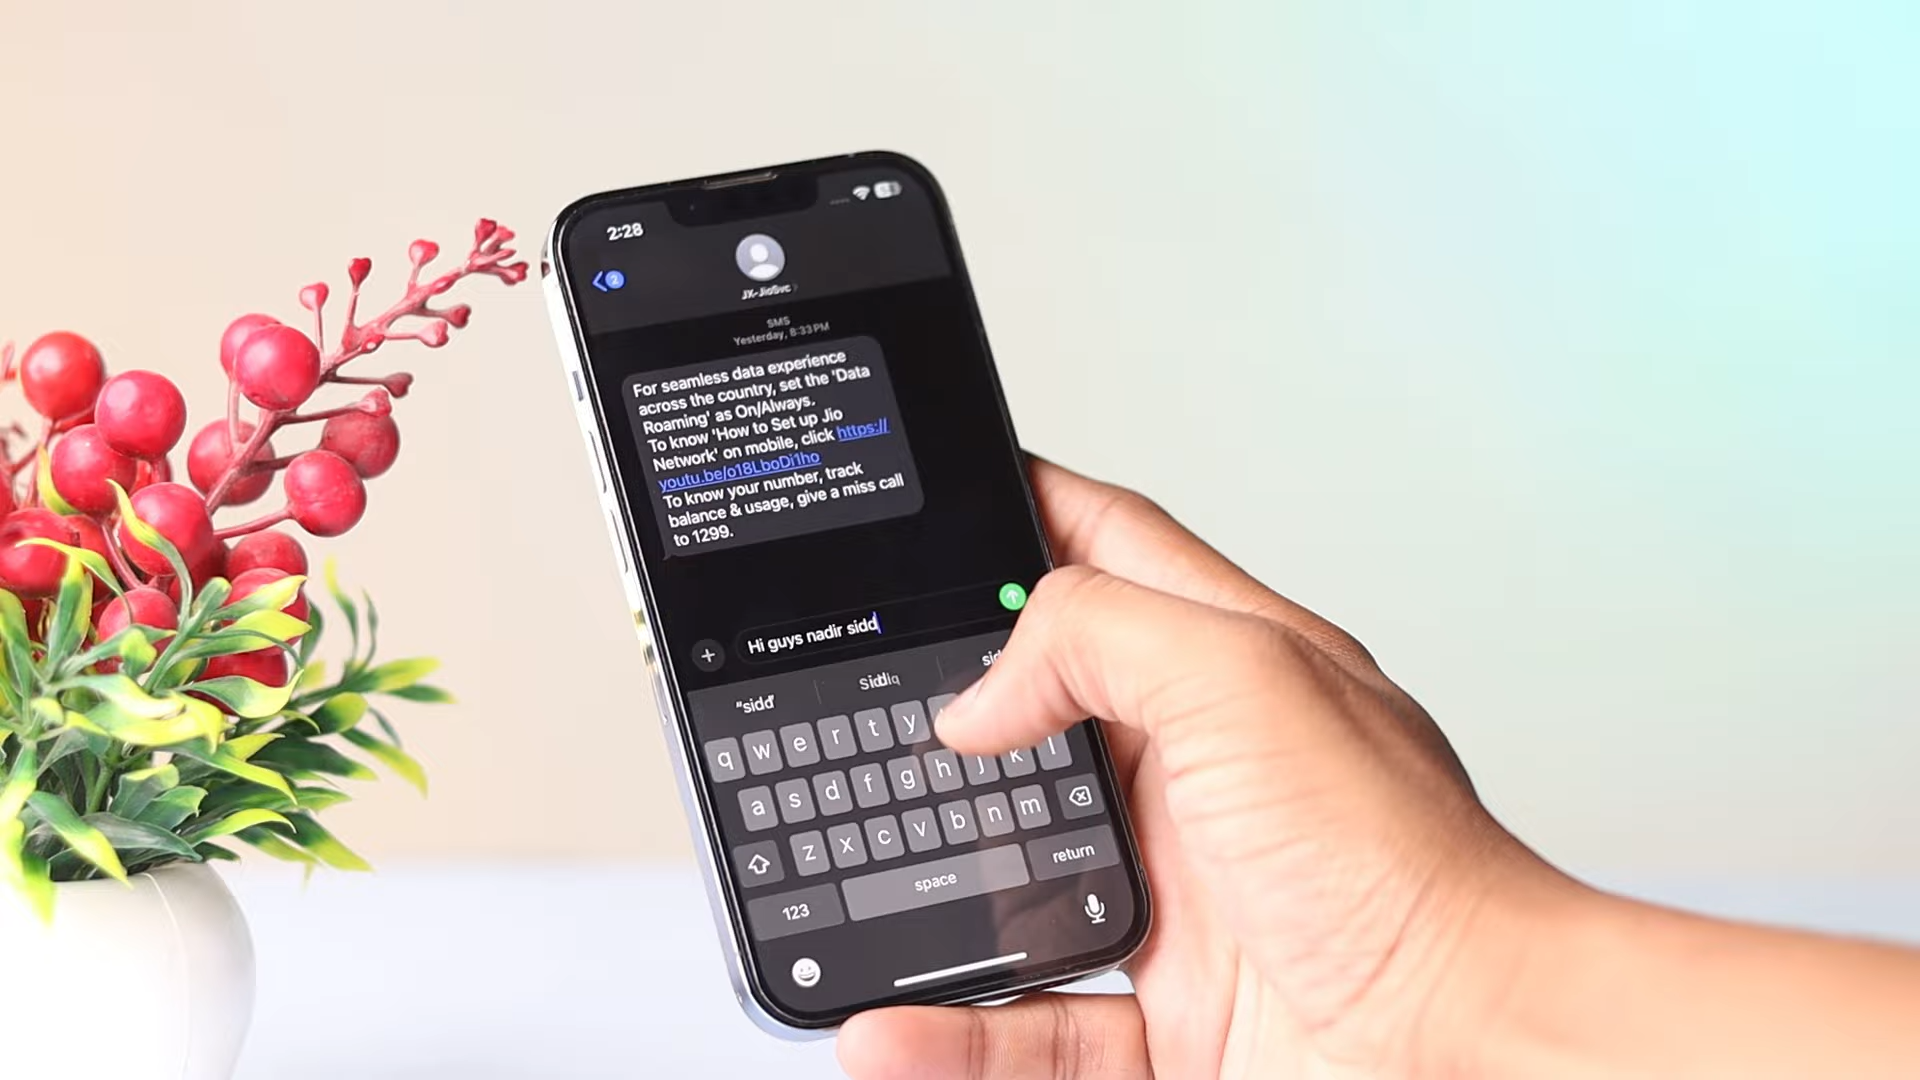 2:28
2
JX-JioSvc
SMS
Yesterday, 8:33 PM
For seamless data experience
across the country, set the 'Data
Roaming' as On/Always.
To know 'How to Set up Jio
Network' on mobile, click https://
youtu.be/o18LboDi1ho
To know your number, track
balance & usage, give a miss call
to 1299.
Hi guys nadir sidd
"sidd" Siddiq
q w e r t y
a s d f g h j k l
z x c v b n m
123 space return